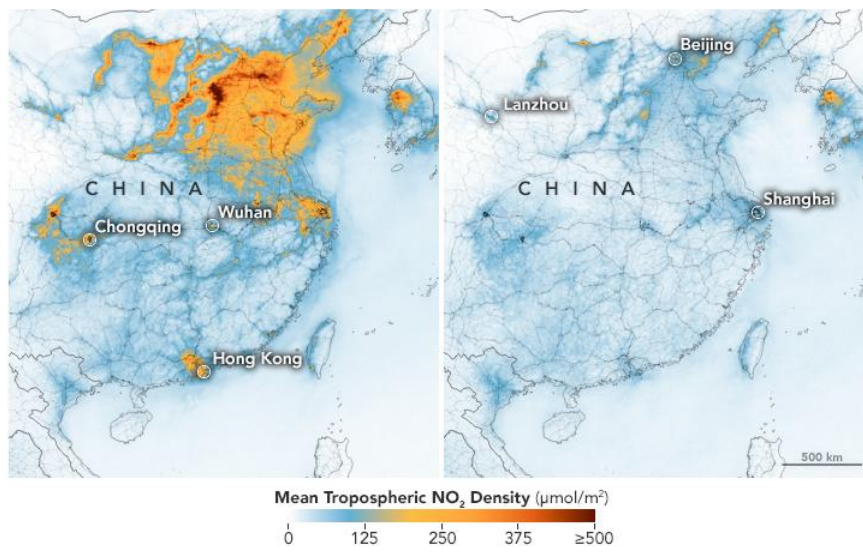 CHINA
Wuhan
Chongqing
Hong Kong
Beijing
Lanzhou
CHINA
Shanghai
500 km
Mean Tropospheric NO₂ Density (μmol/m²)
0 125 250 375 ≥500